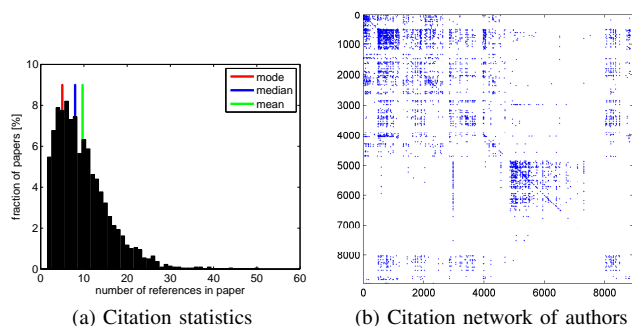 mode
median
mean
10
8
6
4
2
0
fraction of papers [%]
0 10 20 30 40 50 60
number of references in paper
(a) Citation statistics
0
1000
2000
3000
4000
5000
6000
7000
8000
0 2000 4000 6000 8000
(b) Citation network of authors